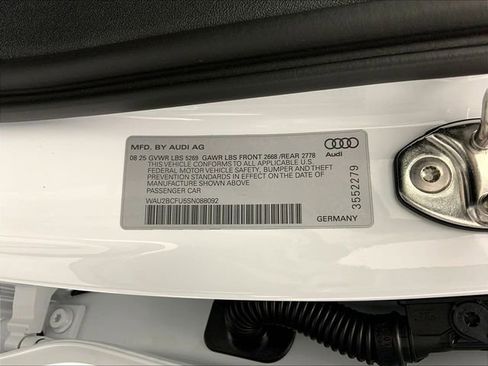 MFD. BY AUDI AG
08 25 GVWR LBS 5269 GAWR LBS FRONT 2668 /REAR 2778
THIS VEHICLE CONFORMS TO ALL APPLICABLE U.S.
FEDERAL MOTOR VEHICLE SAFETY, BUMPER AND THEFT
PREVENTION STANDARDS IN EFFECT ON THE DATE OF
MANUFACTURE SHOWN ABOVE
PASSENGER CAR
WAU2BCFU5SN088092
Audi
3552279
GERMANY